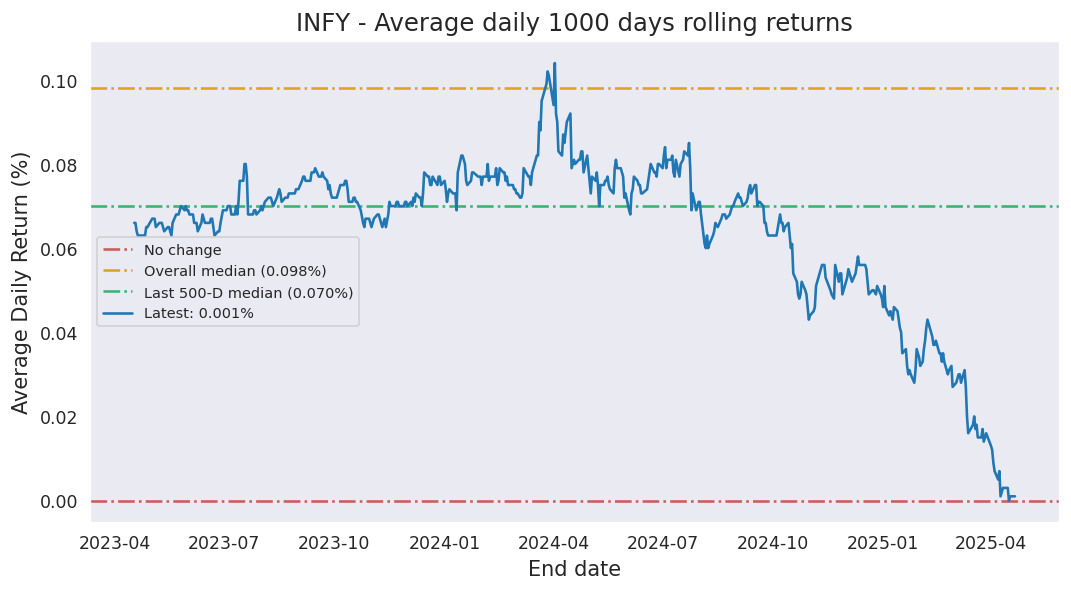 INFY - Average daily 1000 days rolling returns
Average Daily Return (%)
0.10
0.08
0.06
0.04
0.02
0.00
No change
Overall median (0.098%)
Last 500-D median (0.070%)
Latest: 0.001%
2023-04 2023-07 2023-10 2024-01 2024-04 2024-07 2024-10 2025-01 2025-04
End date